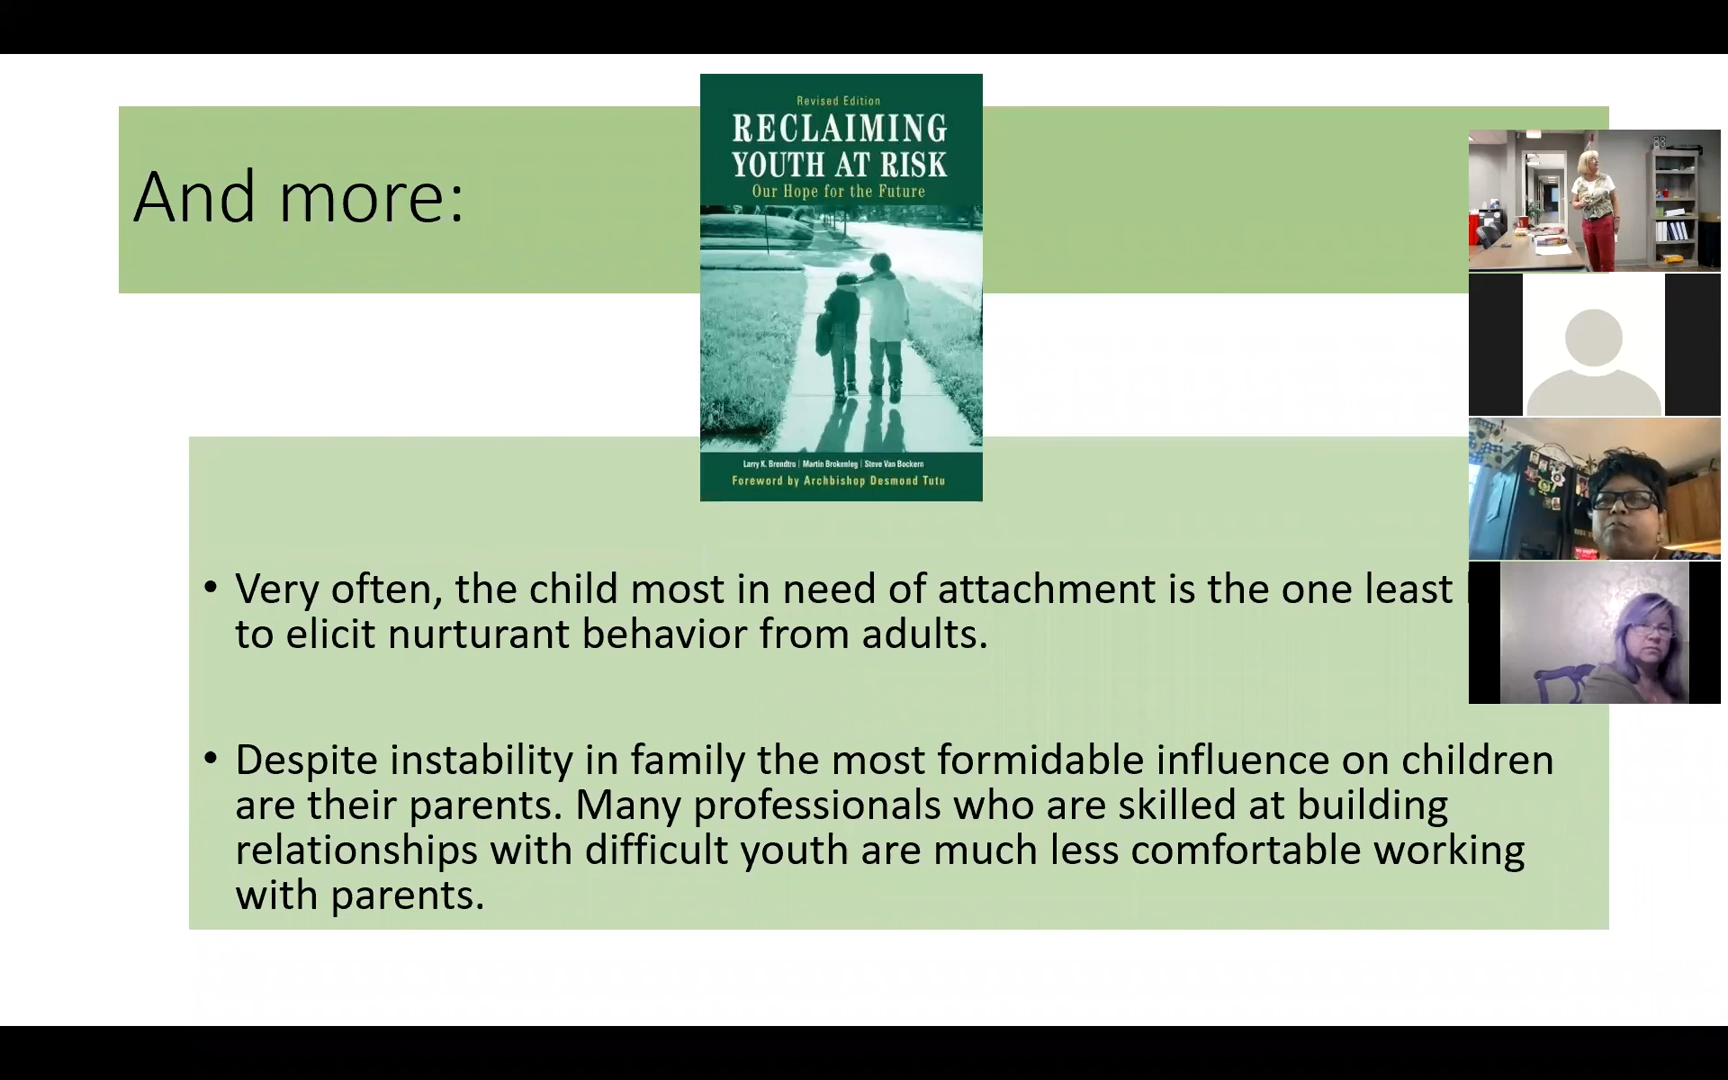 Revised Edition
RECLAIMING
YOUTH AT RISK
Our Hope for the Future
And more:
Larry K. Brendtro | Martin Brokenleg | Steve Van Bockern
Foreword by Archbishop Desmond Tutu
• Very often, the child most in need of attachment is the one least
to elicit nurturant behavior from adults.
• Despite instability in family the most formidable influence on children
are their parents. Many professionals who are skilled at building
relationships with difficult youth are much less comfortable working
with parents.